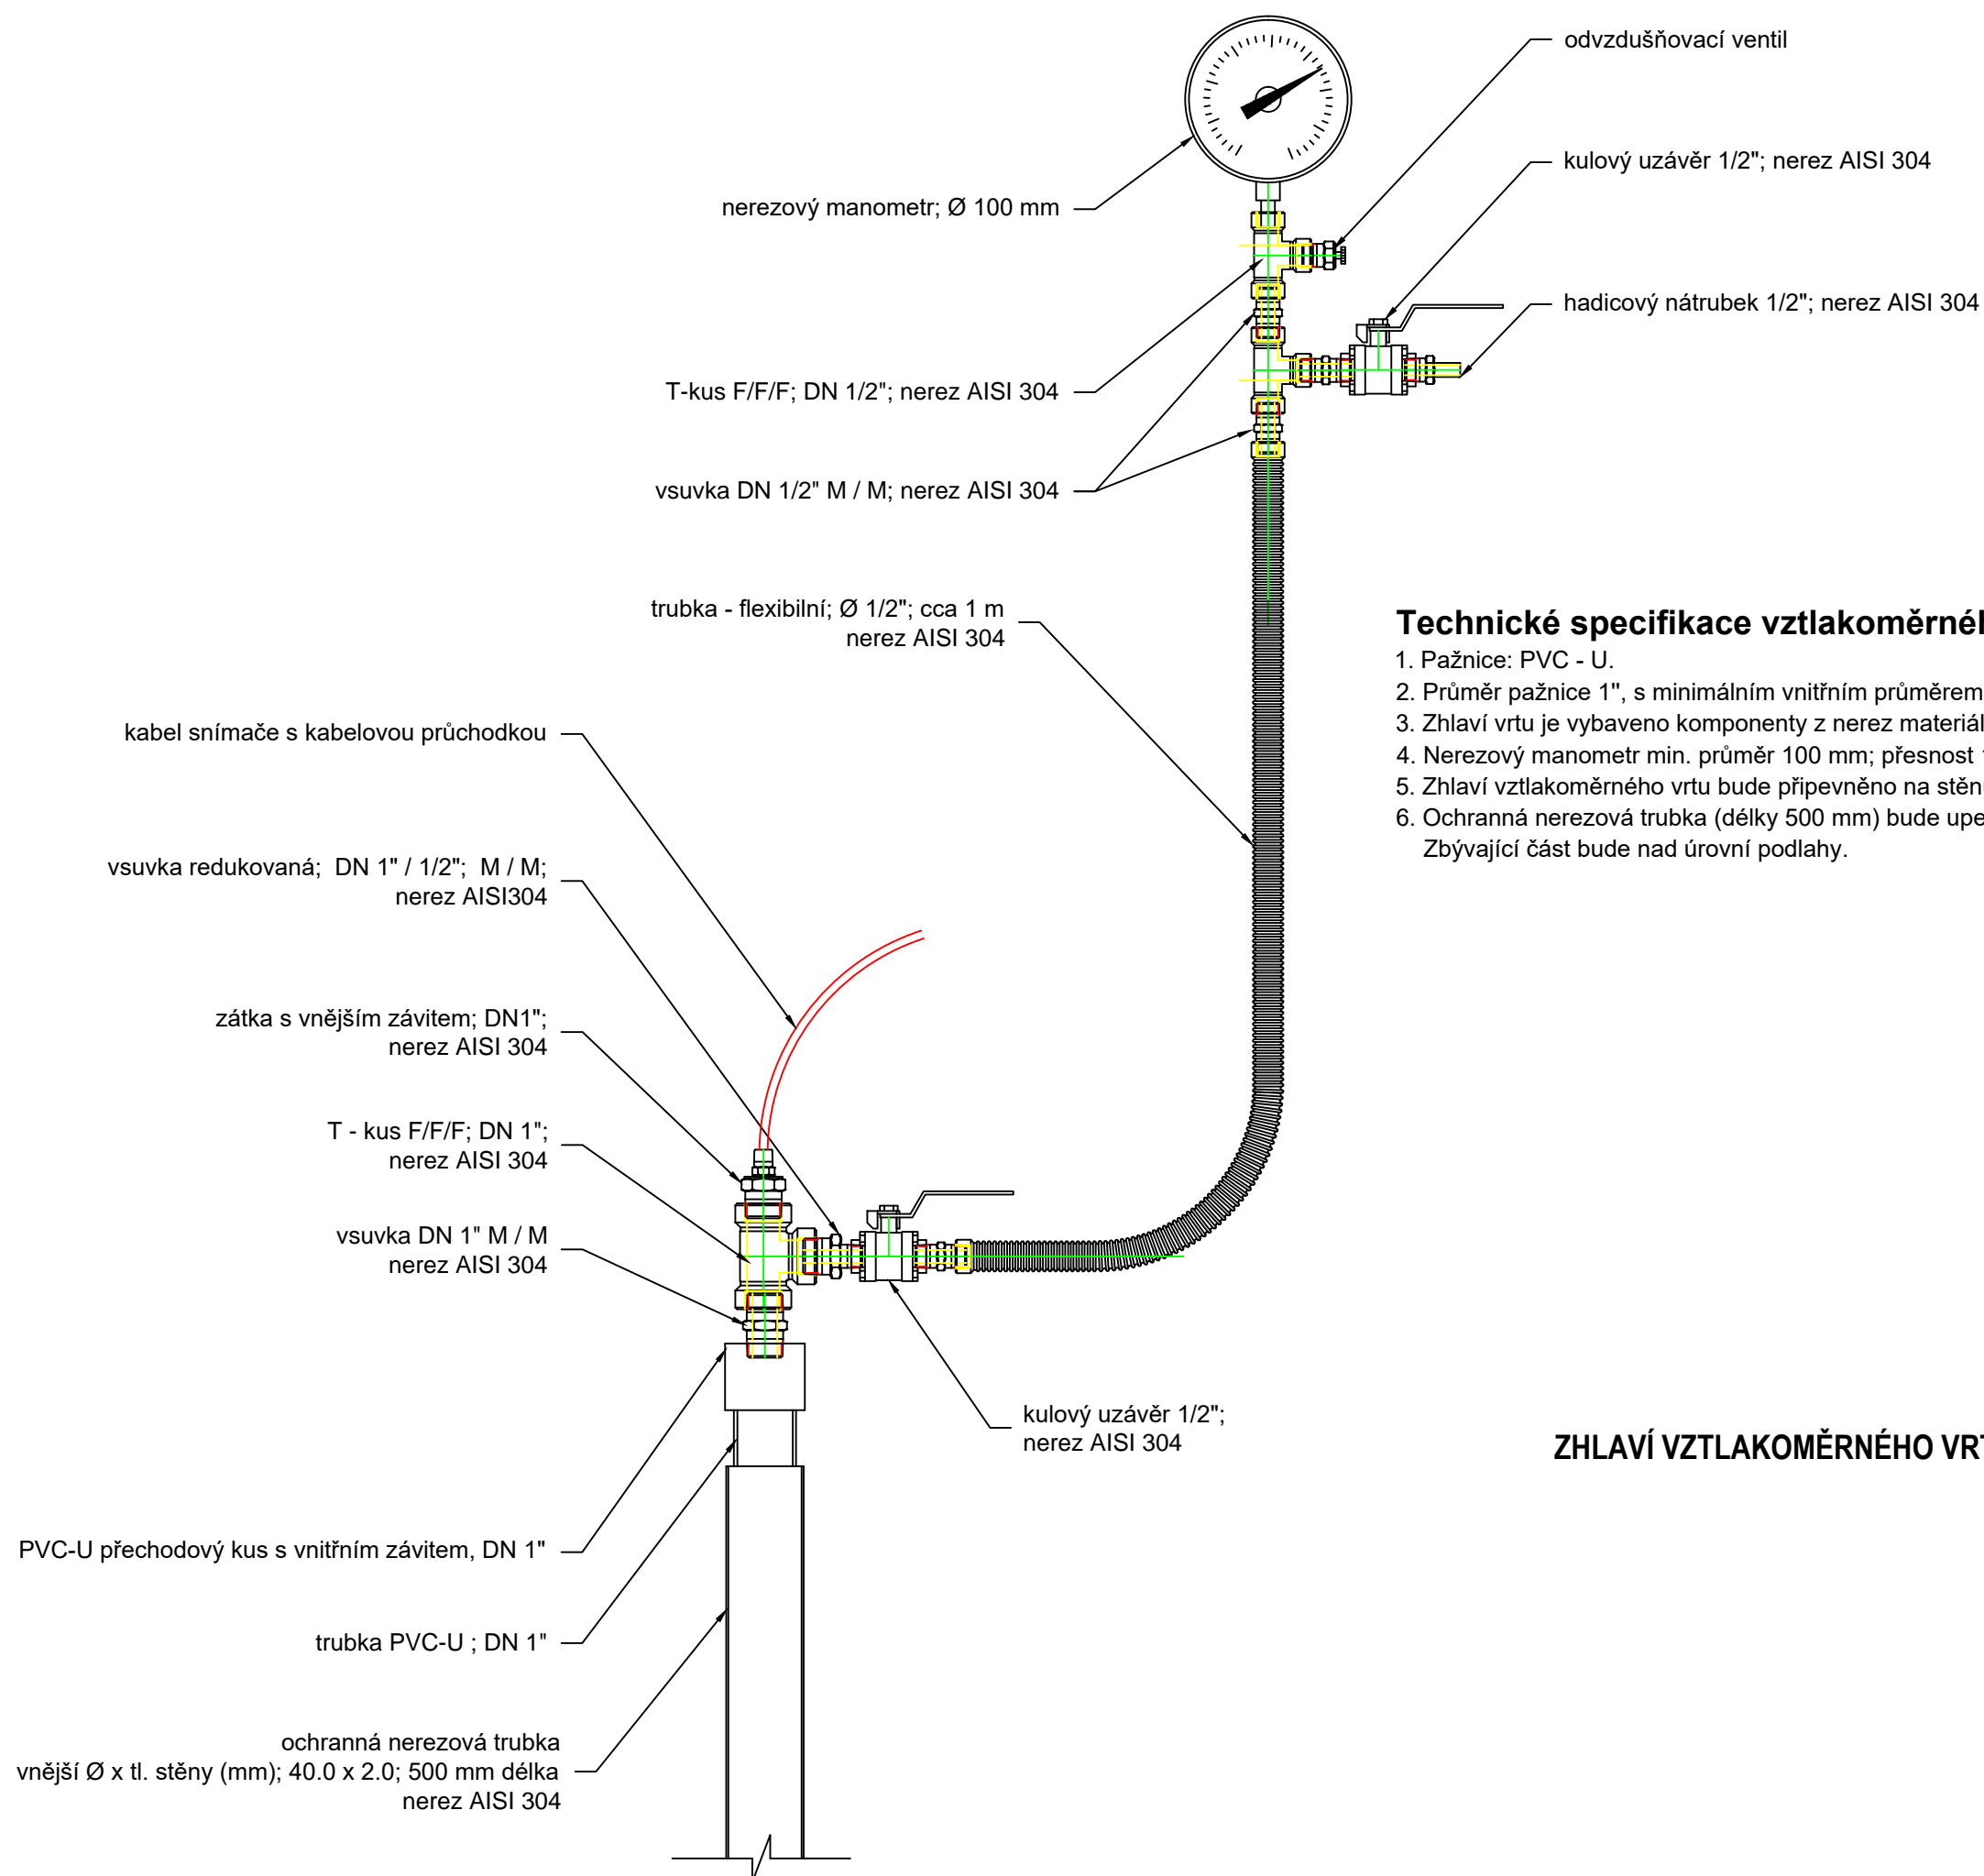 odvzdušňovací ventil
kulový uzávěr 1/2"; nerez AISI 304
nerezový manometr; Ø 100 mm
hadicový nátrubek 1/2"; nerez AISI 304
T-kus F/F/F; DN 1/2"; nerez AISI 304
vsuvka DN 1/2" M / M; nerez AISI 304
trubka - flexibilní; Ø 1/2"; cca 1 m
nerez AISI 304
Technické specifikace vztlakoměrné
1. Pažnice: PVC - U.
2. Průměr pažnice 1", s minimálním vnitřním průměrem
3. Zhlaví vrtu je vybaveno komponenty z nerez materiál
4. Nerezový manometr min. průměr 100 mm; přesnost
5. Zhlaví vztlakoměrného vrtu bude připevněno na stěn
6. Ochranná nerezová trubka (délky 500 mm) bude upe
Zbývající část bude nad úrovní podlahy.
kabel snímače s kabelovou průchodkou
vsuvka redukovaná; DN 1" / 1/2"; M / M;
nerez AISI304
zátka s vnějším závitem; DN1";
nerez AISI 304
T - kus F/F/F; DN 1";
nerez AISI 304
vsuvka DN 1" M / M
nerez AISI 304
kulový uzávěr 1/2";
nerez AISI 304
ZHLAVÍ VZTLAKOMĚRNÉHO VR
PVC-U přechodový kus s vnitřním závitem, DN 1"
trubka PVC-U ; DN 1"
ochranná nerezová trubka
vnější Ø x tl. stěny (mm); 40.0 x 2.0; 500 mm délka
nerez AISI 304